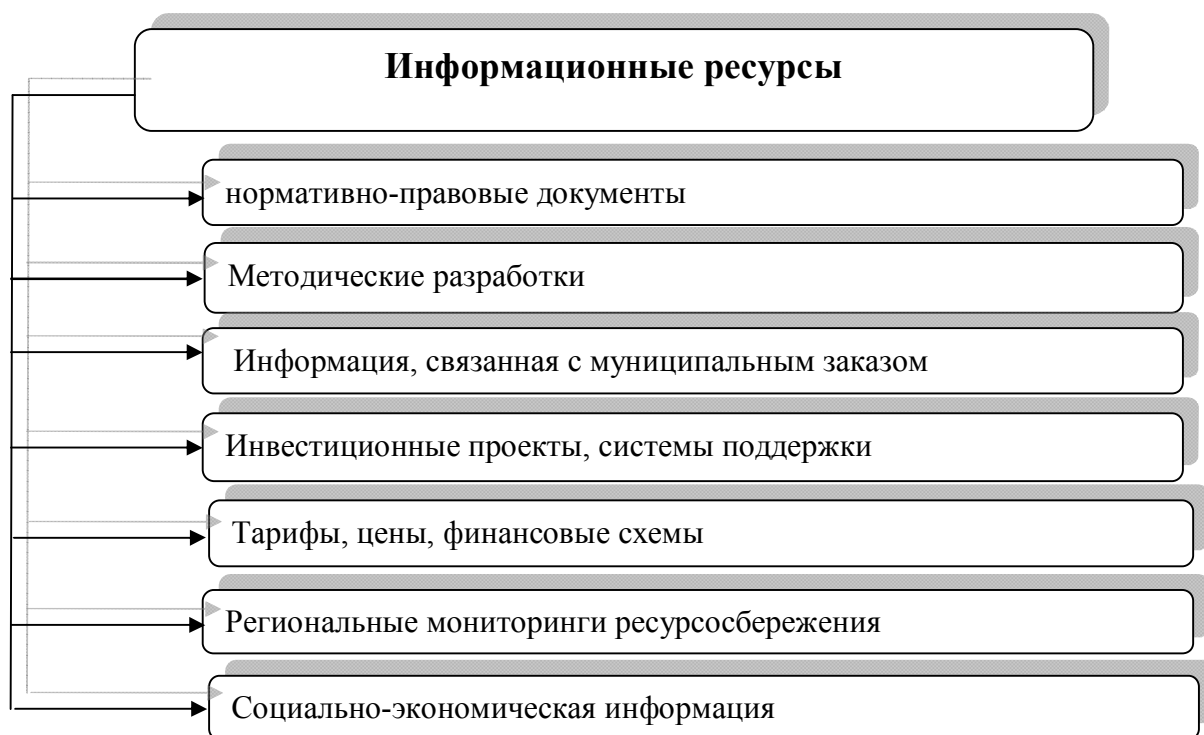 Информационные ресурсы
нормативно-правовые документы
Методические разработки
Информация, связанная с муниципальным заказом
Инвестиционные проекты, системы поддержки
Тарифы, цены, финансовые схемы
Региональные мониторинги ресурсосбережения
Социально-экономическая информация